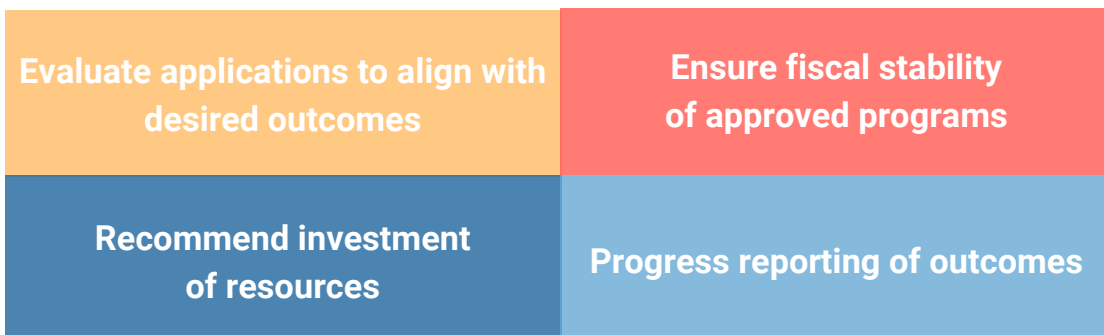 Evaluate applications to align with
desired outcomes
Ensure fiscal stability
of approved programs
Recommend investment
of resources
Progress reporting of outcomes